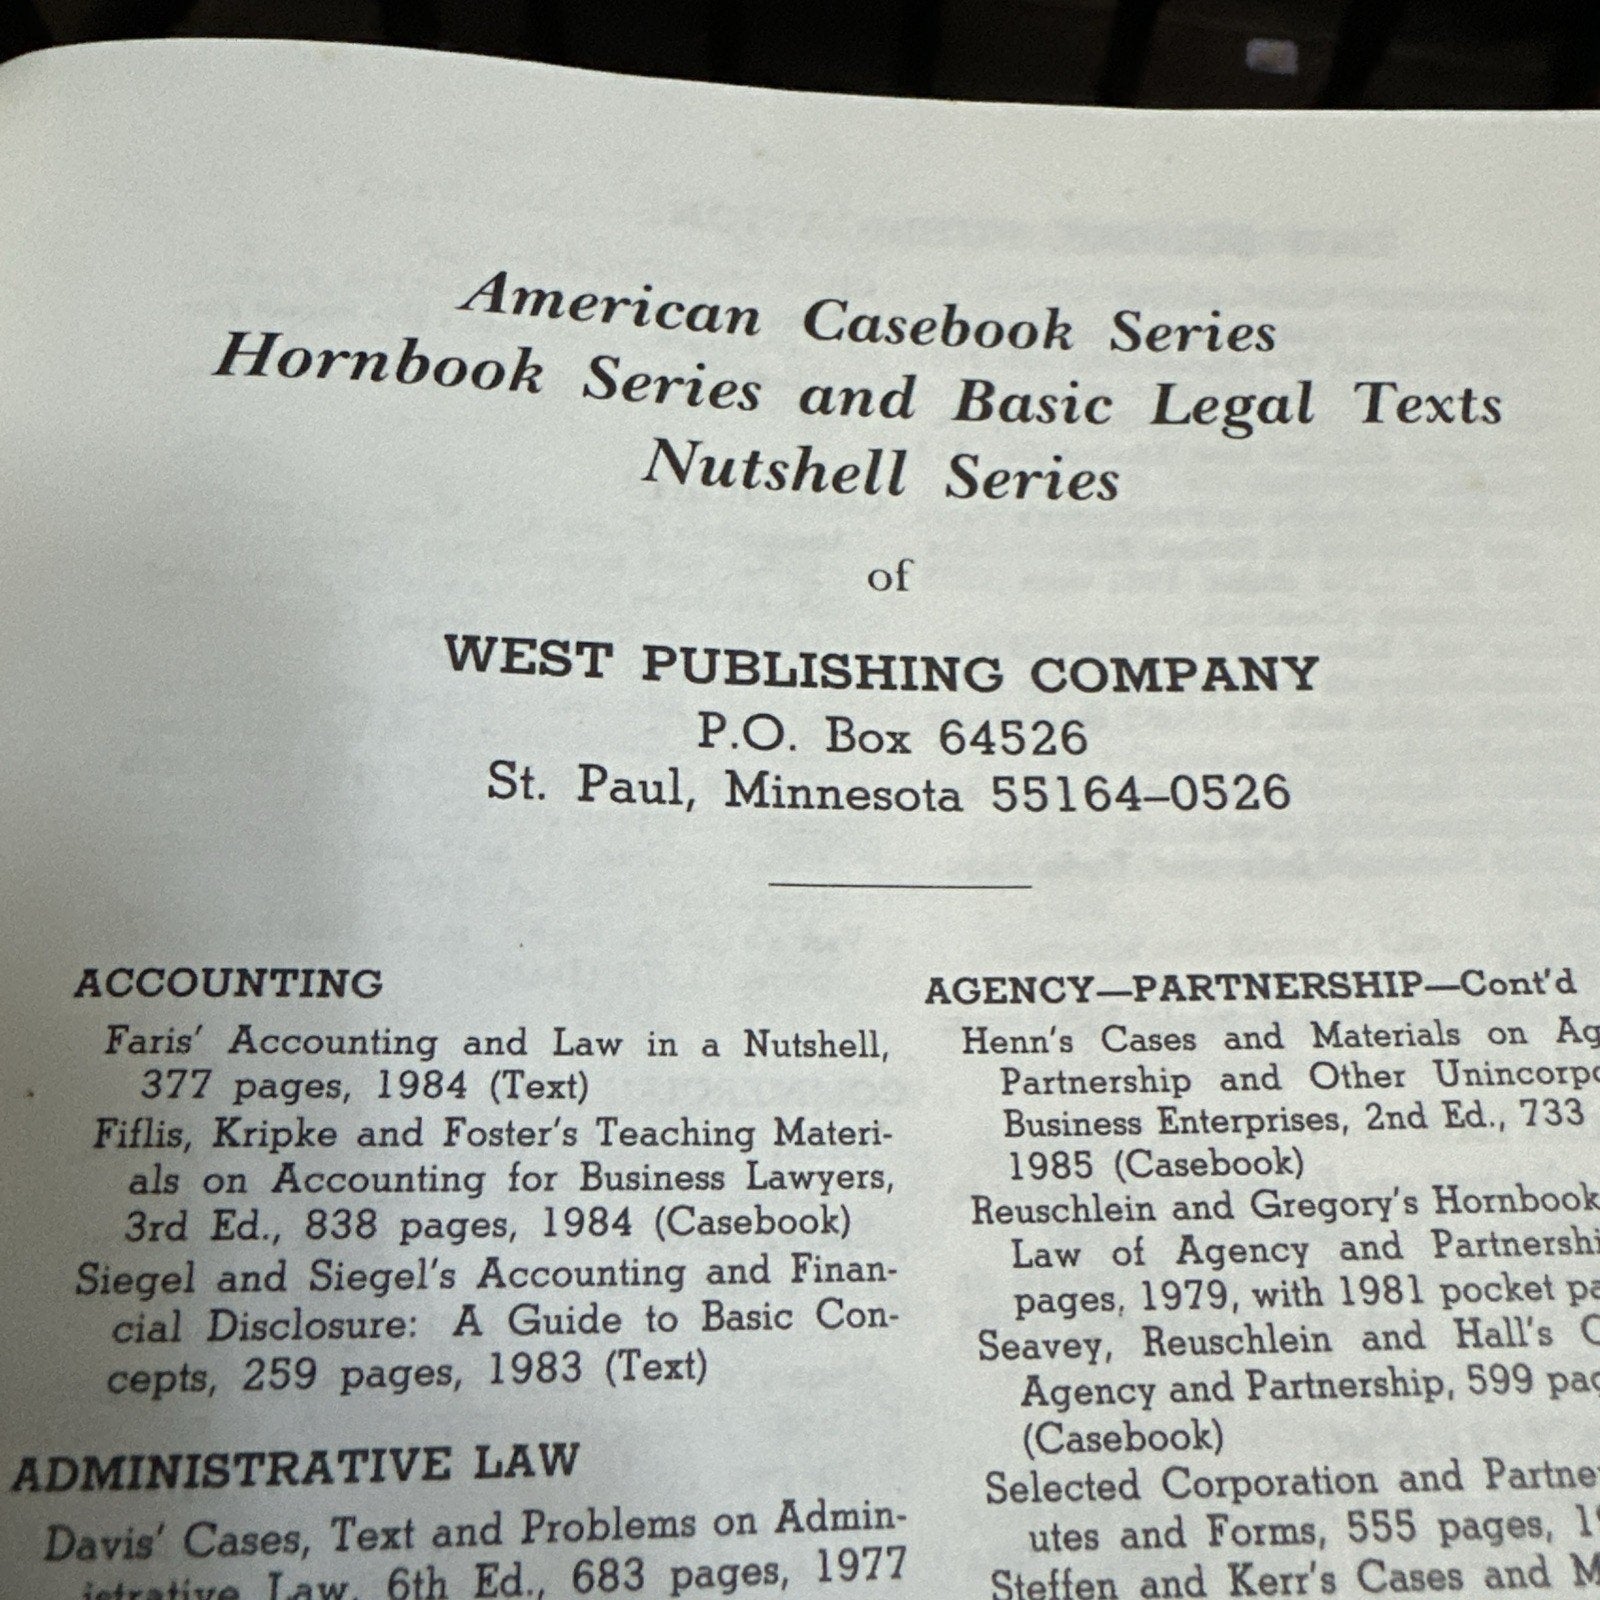 American Casebook Series
Hornbook Series and Basic Legal Texts
Nutshell Series
of
WEST PUBLISHING COMPANY
P.O. Box 64526
St. Paul, Minnesota 55164–0526
ACCOUNTING
Faris' Accounting and Law in a Nutshell,
377 pages, 1984 (Text)
Fiflis, Kripke and Foster's Teaching Materi-
als on Accounting for Business Lawyers,
3rd Ed., 838 pages, 1984 (Casebook)
Siegel and Siegel's Accounting and Finan-
cial Disclosure: A Guide to Basic Con-
cepts, 259 pages, 1983 (Text)
ADMINISTRATIVE LAW
Davis' Cases, Text and Problems on Admin-
istrative Law, 6th Ed., 683 pages, 1977
AGENCY—PARTNERSHIP—Cont'd
Henn's Cases and Materials on
Partnership and Other
Business Enterprises, 2nd Ed., 733
1985 (Casebook)
Reuschlein and Gregory's Hornbook
Law of Agency and
pages, 1979, with 1981 pocket
Seavey, Reuschlein and Hall's
Agency and Partnership, 599
(Casebook)
Selected Corporation and
utes and Forms, 555 pages,
Steffen and Kerr's Cases and